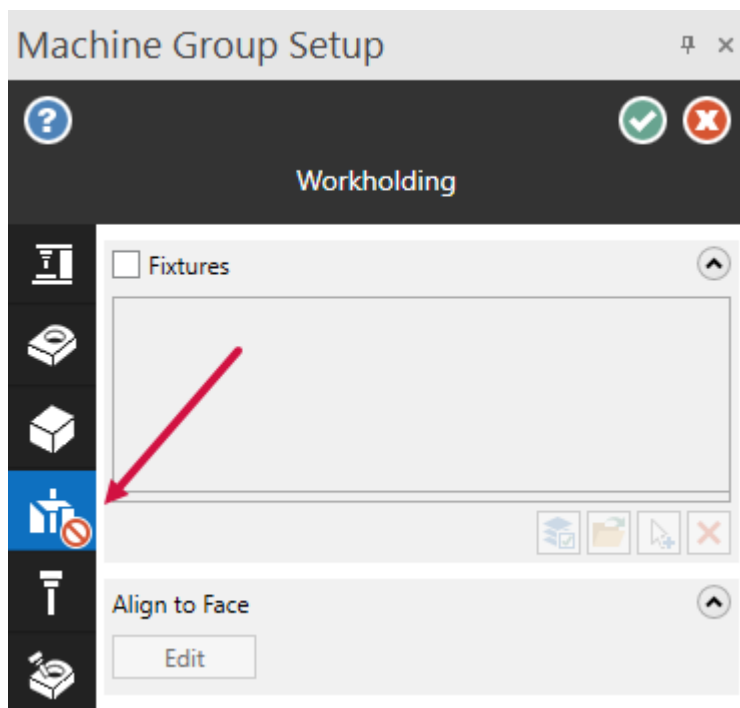 Machine Group Setup
?
Workholding
Fixtures
Align to Face
Edit